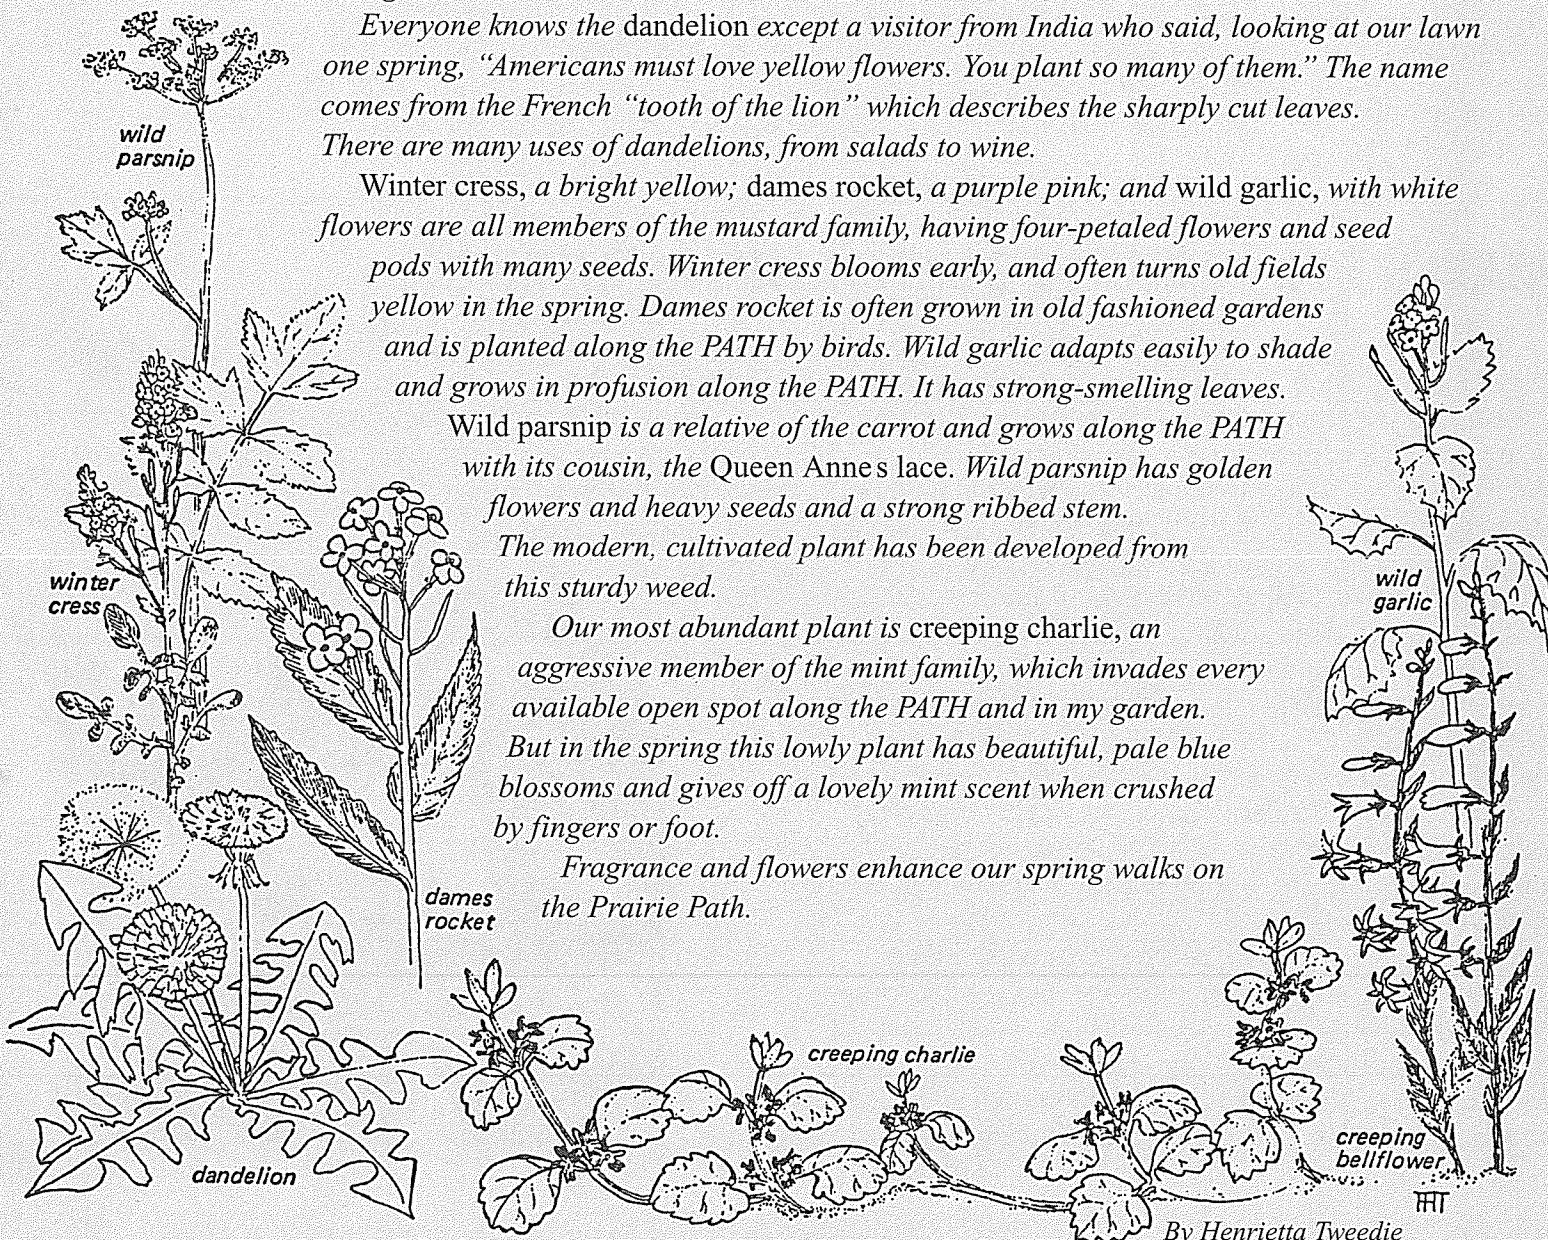 Everyone knows the dandelion except a visitor from India who said, looking at our lawn
one spring, “Americans must love yellow flowers. You plant so many of them.” The name
comes from the French “tooth of the lion” which describes the sharply cut leaves.
There are many uses of dandelions, from salads to wine.
Winter cress, a bright yellow; dames rocket, a purple pink; and wild garlic, with white
flowers are all members of the mustard family, having four-petaled flowers and seed
pods with many seeds. Winter cress blooms early, and often turns old fields
yellow in the spring. Dames rocket is often grown in old fashioned gardens
and is planted along the PATH by birds. Wild garlic adapts easily to shade
and grows in profusion along the PATH. It has strong-smelling leaves.
Wild parsnip is a relative of the carrot and grows along the PATH
with its cousin, the Queen Annes lace. Wild parsnip has golden
flowers and heavy seeds and a strong ribbed stem.
The modern, cultivated plant has been developed from
this sturdy weed.
Our most abundant plant is creeping charlie, an
aggressive member of the mint family, which invades every
available open spot along the PATH and in my garden.
But in the spring this lowly plant has beautiful, pale blue
blossoms and gives off a lovely mint scent when crushed
by fingers or foot.
Fragrance and flowers enhance our spring walks on
the Prairie Path.
wild
parsnip
winter
cress
dames
rocket
dandelion
creeping charlie
wild
garlic
creeping
bellflower
HT
By Henrietta Tweedie